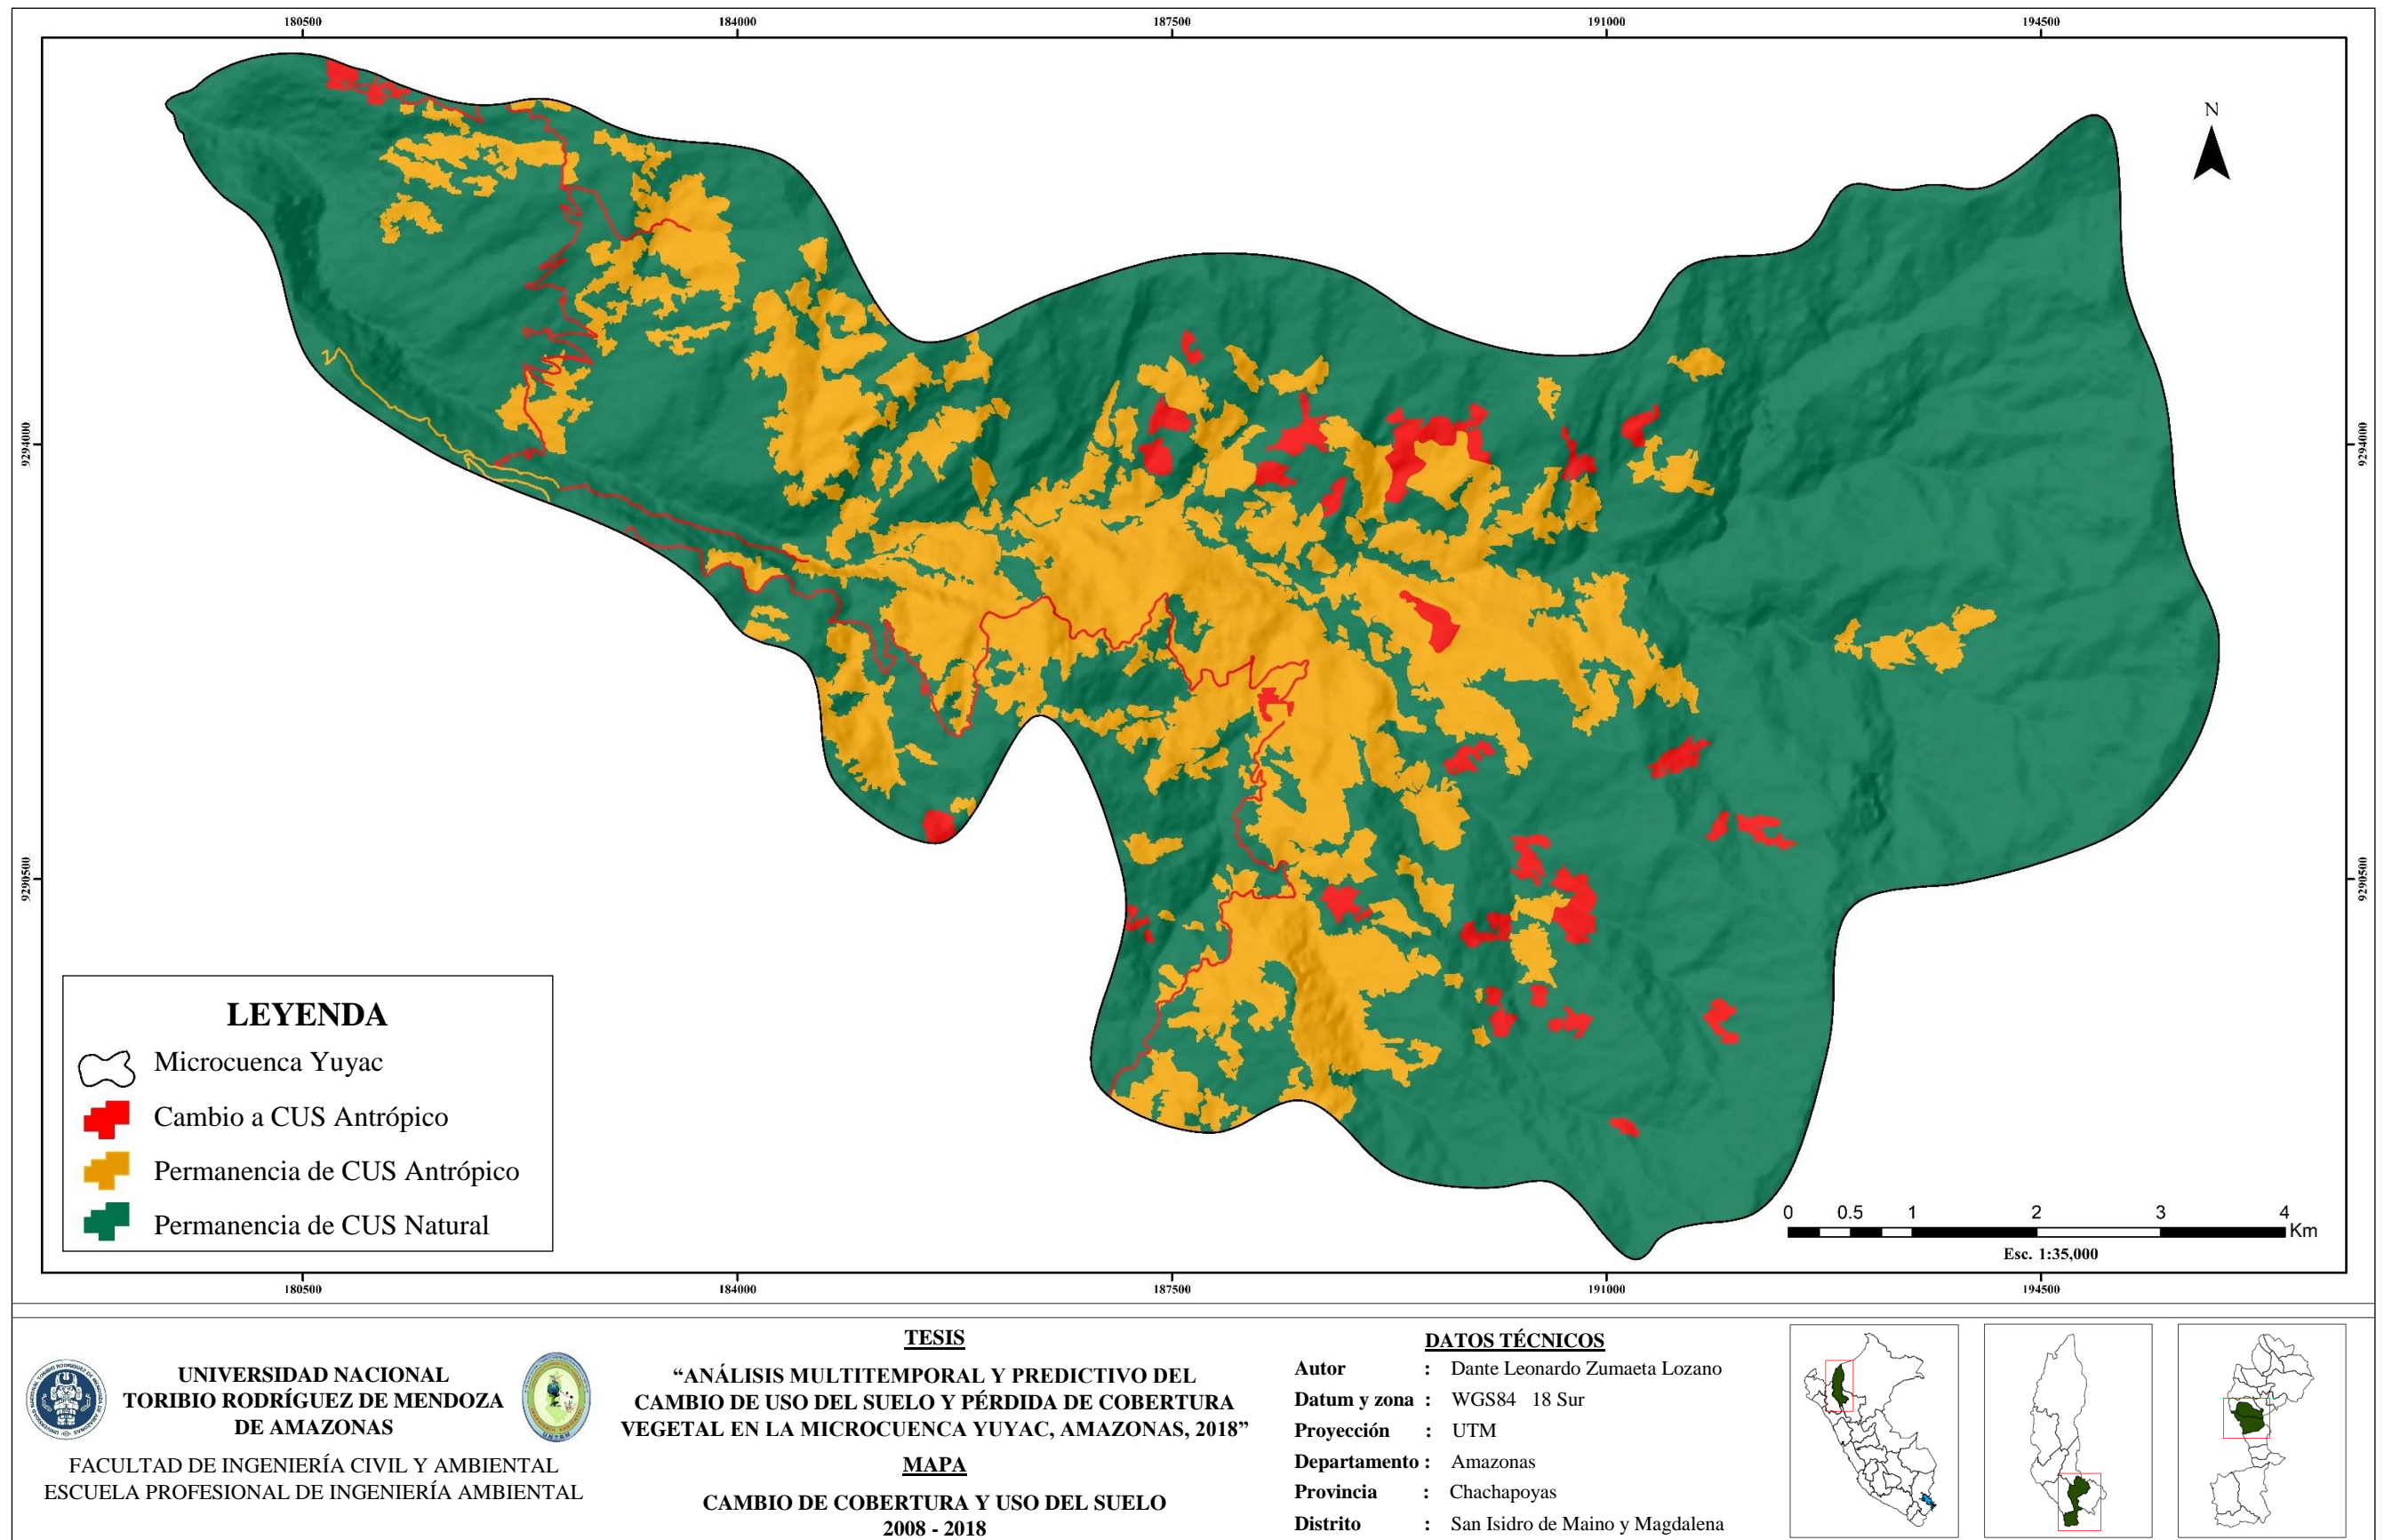 180500 184000 187500 191000 194500
N
9294000 9294000
9290500 9290500
LEYENDA
Microcuenca Yuyac
Cambio a CUS Antrópico
Permanencia de CUS Antrópico
Permanencia de CUS Natural
0 0.5 1 2 3 4
Km
Esc. 1:35,000
180500 184000 187500 191000 194500
UNIVERSIDAD NACIONAL
TORIBIO RODRÍGUEZ DE MENDOZA
DE AMAZONAS
FACULTAD DE INGENIERÍA CIVIL Y AMBIENTAL
ESCUELA PROFESIONAL DE INGENIERÍA AMBIENTAL
TESIS
“ANÁLISIS MULTITEMPORAL Y PREDICTIVO DEL
CAMBIO DE USO DEL SUELO Y PÉRDIDA DE COBERTURA
VEGETAL EN LA MICROCUENCA YUYAC, AMAZONAS, 2018”
MAPA
CAMBIO DE COBERTURA Y USO DEL SUELO
2008 - 2018
DATOS TÉCNICOS
Autor : Dante Leonardo Zumaeta Lozano
Datum y zona : WGS84 18 Sur
Proyección : UTM
Departamento : Amazonas
Provincia : Chachapoyas
Distrito : San Isidro de Maino y Magdalena